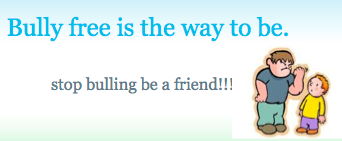 Bully free is the way to be.
stop bulling be a friend!!!